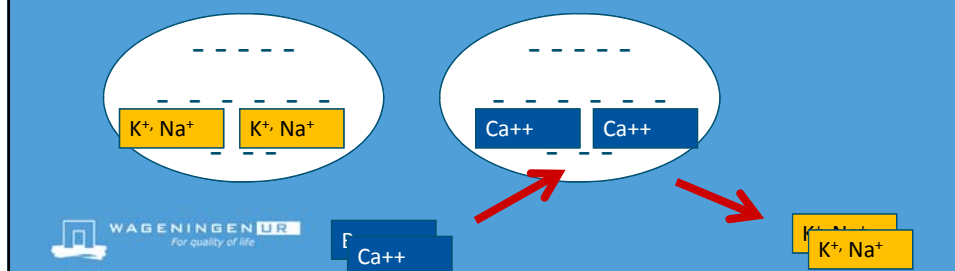 - - - - -
- - - - -
- - - - - -
- - - - - -
K⁺, Na⁺ K⁺, Na⁺
Ca++ Ca++
- - -
- - -
WAGENINGEN UR
For quality of life
Ca++
K⁺, Na⁺